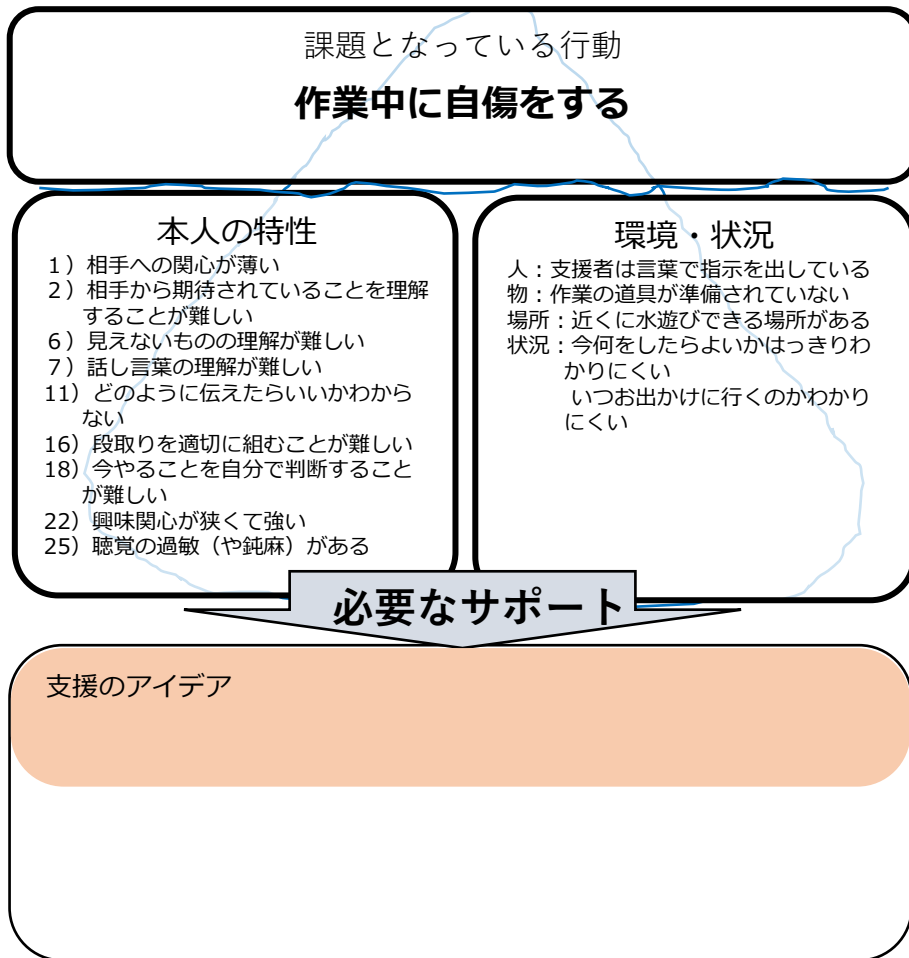 課題となっている行動
作業中に自傷をする
本人の特性
1）相手への関心が薄い
2）相手から期待されていることを理解
することが難しい
6）見えないものの理解が難しい
7）話し言葉の理解が難しい
11）どのように伝えたらいいかわから
ない
16）段取りを適切に組むことが難しい
18）今やることを自分で判断すること
が難しい
22）興味関心が狭くて強い
25）聴覚の過敏（や鈍麻）がある
環境・状況
人：支援者は言葉で指示を出している
物：作業の道具が準備されていない
場所：近くに水遊びできる場所がある
状況：今何をしたらよいかはっきりわ
かりにくい
いつお出かけに行くのかわかり
にくい
必要なサポート
支援のアイデア